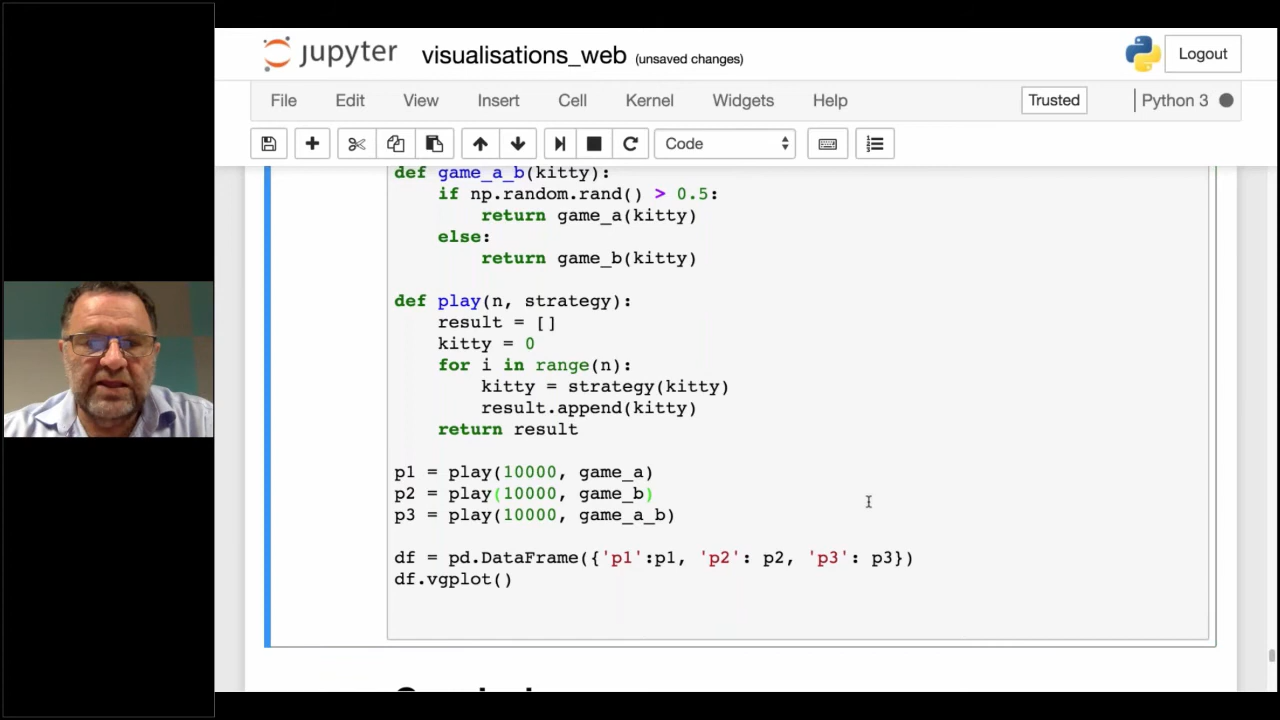 jupyter visualisations_web (unsaved changes) Logout
File Edit View Insert Cell Kernel Widgets Help Trusted Python 3
Code
def game_a_b(kitty):
if np.random.rand() > 0.5:
return game_a(kitty)
else:
return game_b(kitty)
def play(n, strategy):
result = []
kitty = 0
for i in range(n):
kitty = strategy(kitty)
result.append(kitty)
return result
p1 = play(10000, game_a)
p2 = play(10000, game_b)
p3 = play(10000, game_a_b)
df = pd.DataFrame({'p1':p1, 'p2': p2, 'p3': p3})
df.vgplot()